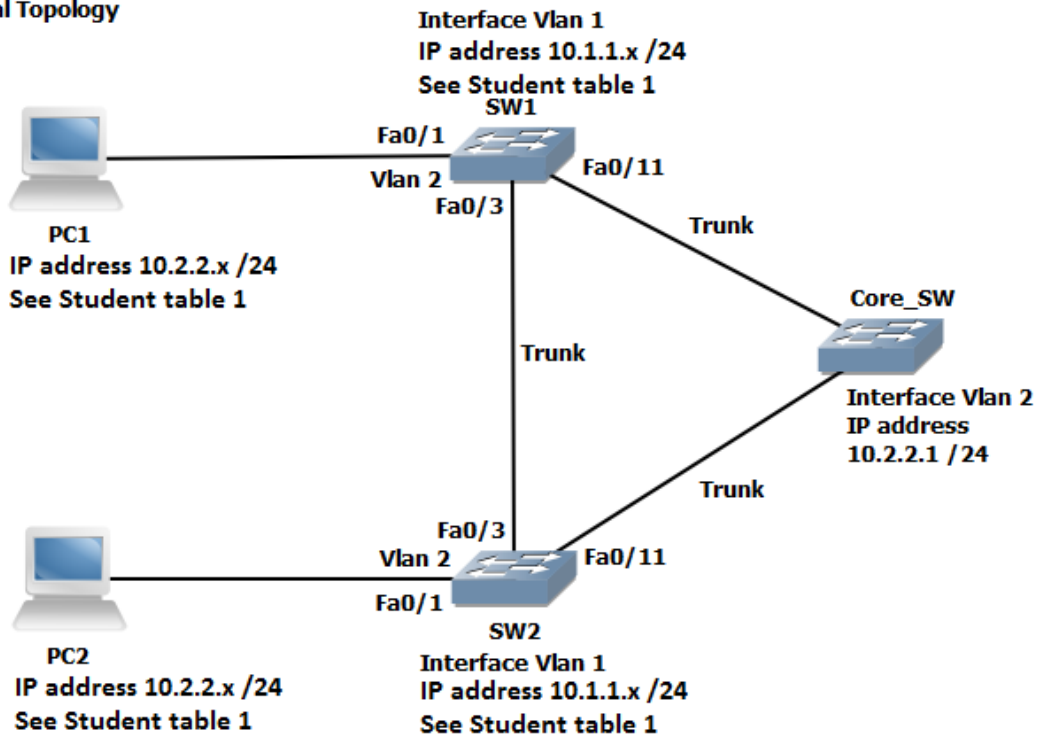 Topology
Interface Vlan 1
IP address 10.1.1.x /24
See Student table 1
SW1
Fa0/1
Vlan 2
Fa0/11
Fa0/3
Trunk
PC1
IP address 10.2.2.x /24
See Student table 1
Core_SW
Trunk
Interface Vlan 2
IP address
10.2.2.1 /24
Trunk
Fa0/3
Vlan 2
Fa0/11
Fa0/1
SW2
PC2
IP address 10.2.2.x /24
See Student table 1
Interface Vlan 1
IP address 10.1.1.x /24
See Student table 1